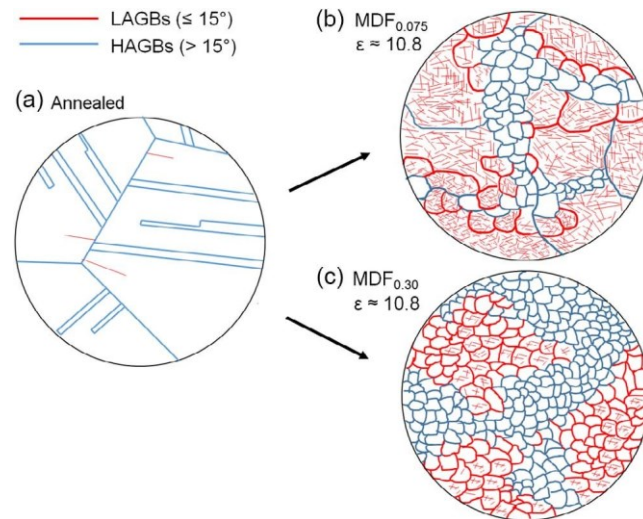 LAGBs (≤ 15°)
HAGBs (> 15°)
(a) Annealed
(b) MDF0.075
ε ≈ 10.8
(c) MDF0.30
ε ≈ 10.8